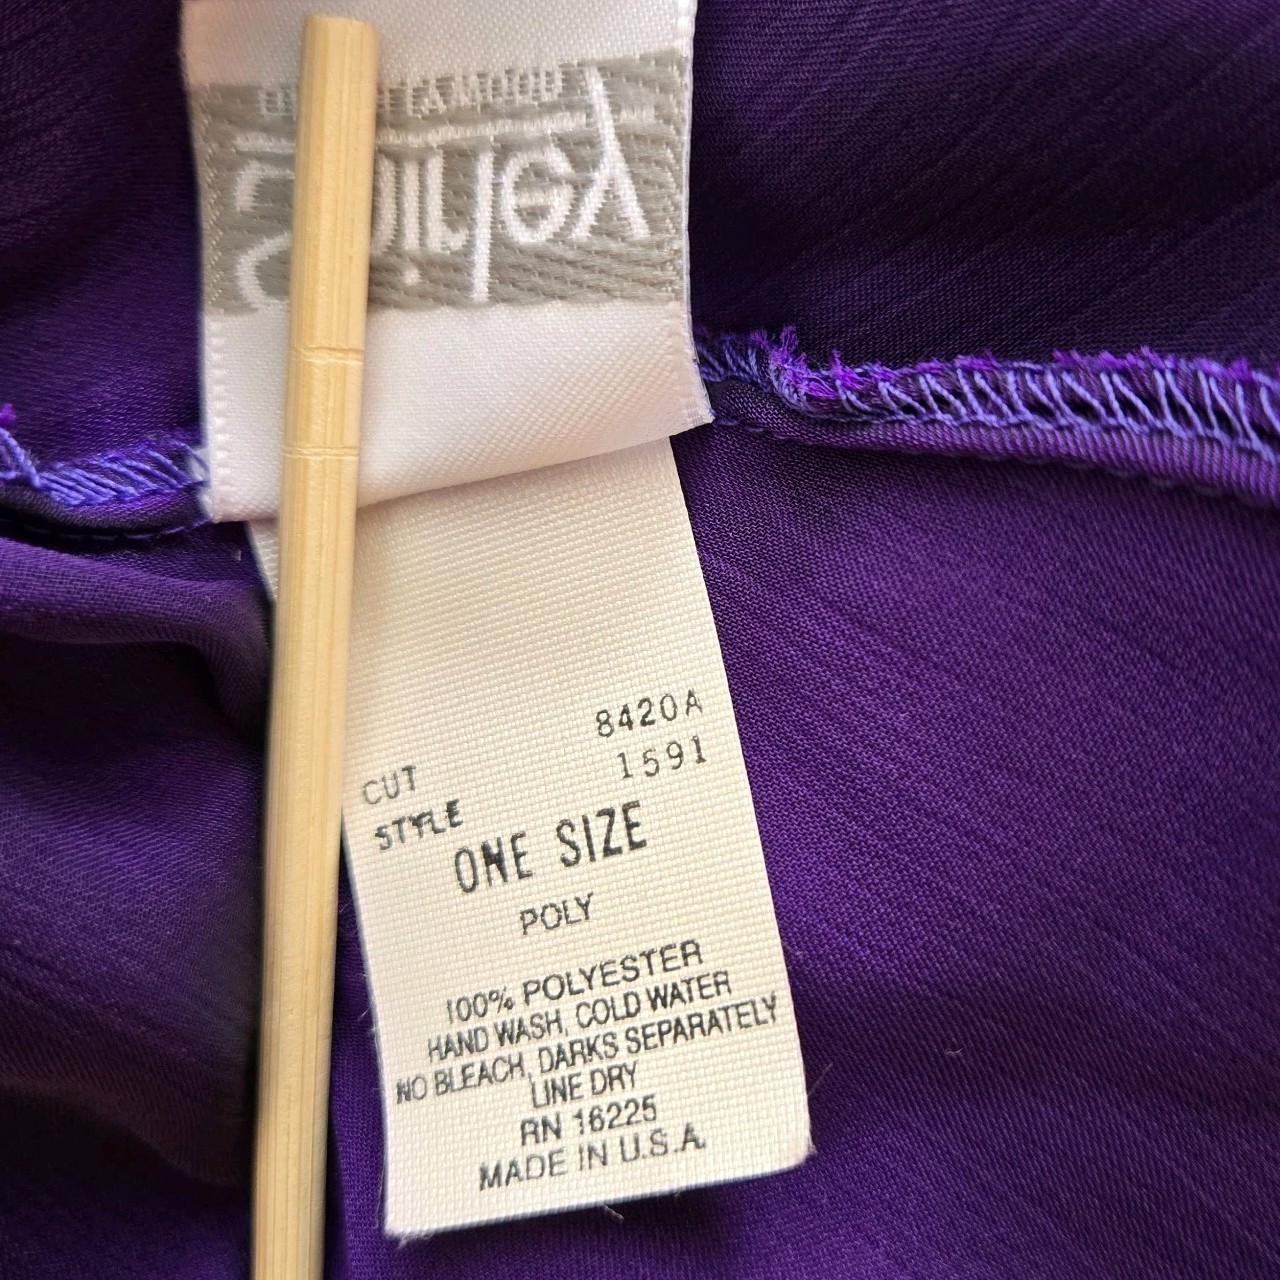 CUT 8420A
STYLE 1591
ONE SIZE
POLY
100% POLYESTER
HAND WASH, COLD WATER
NO BLEACH, DARKS SEPARATELY
LINE DRY
RN 16225
MADE IN U.S.A.